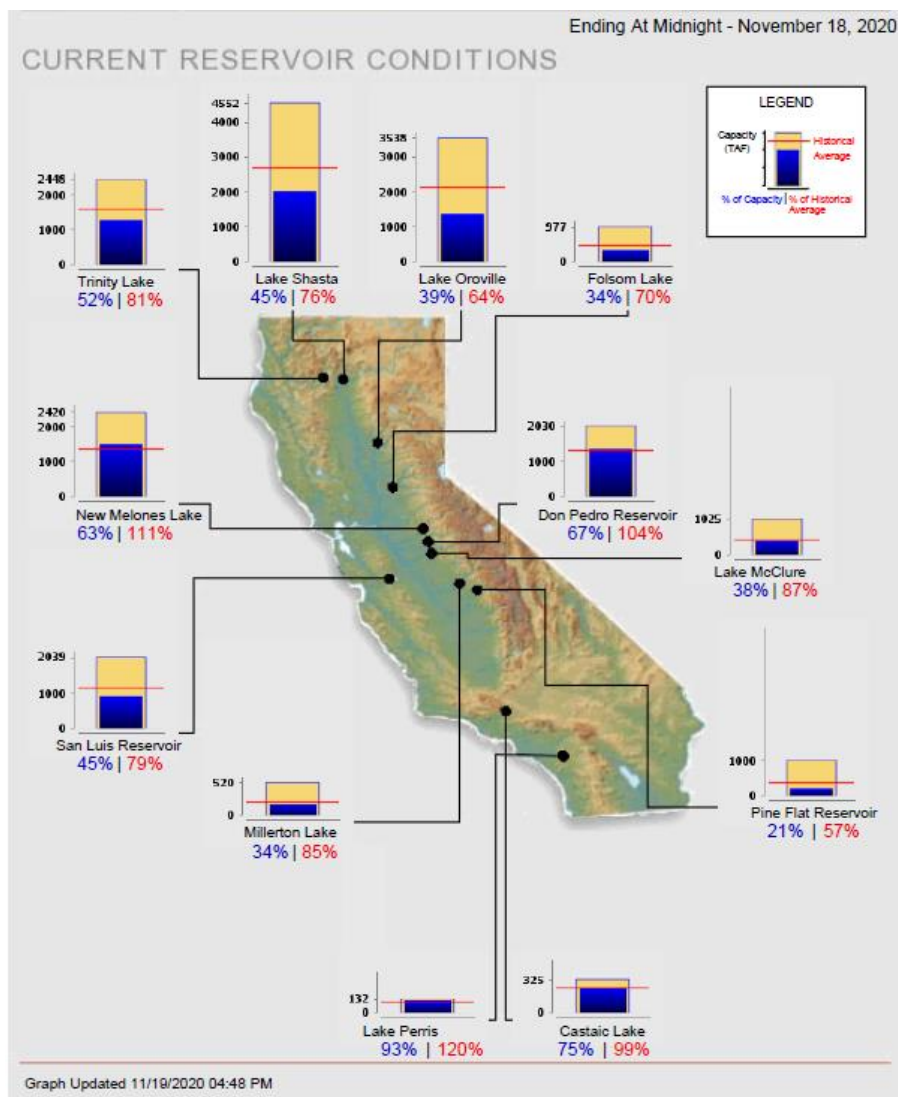 Ending At Midnight - November 18, 2020
CURRENT RESERVOIR CONDITIONS
LEGEND
Capacity
(TAF)
Historical
Average
% of Capacity | % of Historical
Average
2448
2000
1000
0
Trinity Lake
52% | 81%
4552
4000
3000
2000
1000
0
Lake Shasta
45% | 76%
3538
3000
2000
1000
0
Lake Oroville
39% | 64%
977
0
Folsom Lake
34% | 70%
2420
2000
1000
0
New Melones Lake
63% | 111%
2030
1000
0
Don Pedro Reservoir
67% | 104%
1025
0
Lake McClure
38% | 87%
2039
1000
0
San Luis Reservoir
45% | 79%
520
0
Millerton Lake
34% | 85%
1000
0
Pine Flat Reservoir
21% | 57%
132
0
Lake Perris
93% | 120%
325
0
Castaic Lake
75% | 99%
Graph Updated 11/19/2020 04:48 PM